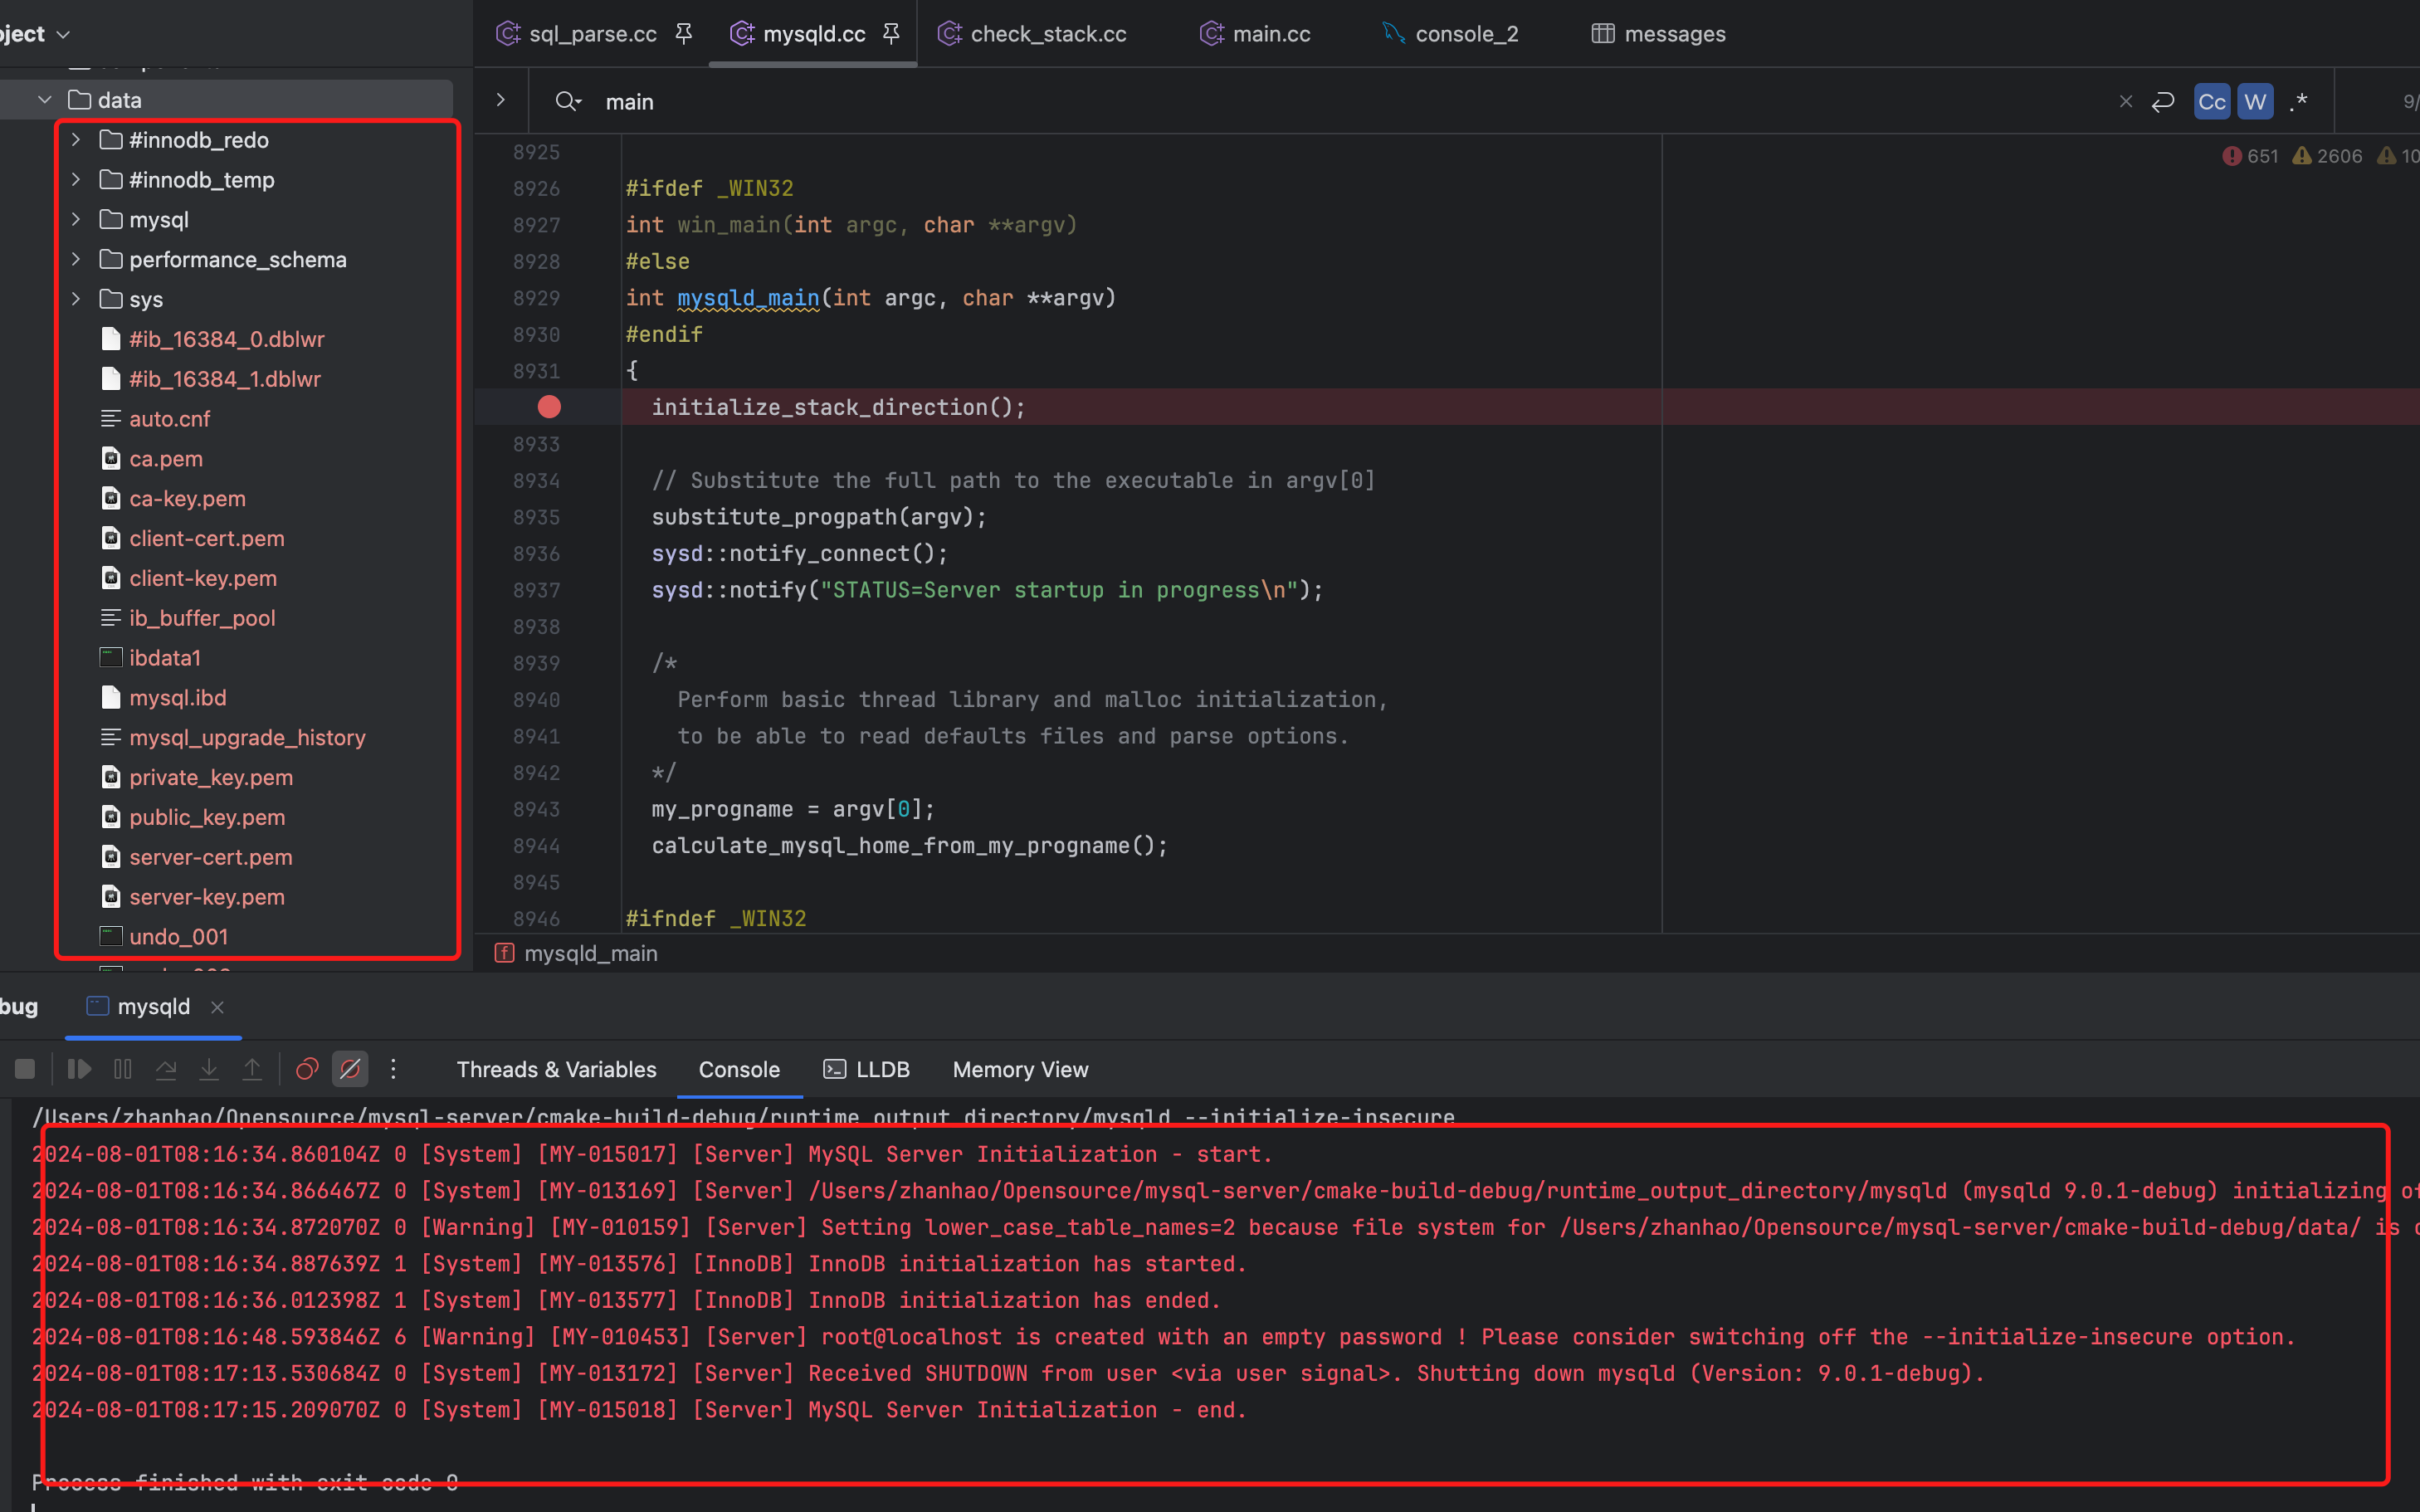 oject
sql_parse.cc
mysqld.cc
check_stack.cc
main.cc
console_2
messages
data
#innodb_redo
#innodb_temp
mysql
performance_schema
sys
#ib_16384_0.dblwr
#ib_16384_1.dblwr
auto.cnf
ca.pem
ca-key.pem
client-cert.pem
client-key.pem
ib_buffer_pool
ibdata1
mysql.ibd
mysql_upgrade_history
private_key.pem
public_key.pem
server-cert.pem
server-key.pem
undo_001
main
Cc W .* 9/
651 2606 10
8925
8926 #ifdef _WIN32
8927 int win_main(int argc, char **argv)
8928 #else
8929 int mysqld_main(int argc, char **argv)
8930 #endif
8931 {
initialize_stack_direction();
8933
8934 // Substitute the full path to the executable in argv[0]
8935 substitute_progpath(argv);
8936 sysd::notify_connect();
8937 sysd::notify("STATUS=Server startup in progress\n");
8938
8939 /*
8940 Perform basic thread library and malloc initialization,
8941 to be able to read defaults files and parse options.
8942 */
8943 my_progname = argv[0];
8944 calculate_mysql_home_from_my_progname();
8945
8946 #ifndef _WIN32
f mysqld_main
bug
mysqld
Threads & Variables
Console
LLDB
Memory View
/Users/zhanhao/Opensource/mysql-server/cmake-build-debug/runtime_output_directory/mysqld --initialize-insecure
2024-08-01T08:16:34.860104Z 0 [System] [MY-015017] [Server] MySQL Server Initialization - start.
2024-08-01T08:16:34.866467Z 0 [System] [MY-013169] [Server] /Users/zhanhao/Opensource/mysql-server/cmake-build-debug/runtime_output_directory/mysqld (mysqld 9.0.1-debug) initializing of
2024-08-01T08:16:34.872070Z 0 [Warning] [MY-010159] [Server] Setting lower_case_table_names=2 because file system for /Users/zhanhao/Opensource/mysql-server/cmake-build-debug/data/ is
2024-08-01T08:16:34.887639Z 1 [System] [MY-013576] [InnoDB] InnoDB initialization has started.
2024-08-01T08:16:36.012398Z 1 [System] [MY-013577] [InnoDB] InnoDB initialization has ended.
2024-08-01T08:16:48.593846Z 6 [Warning] [MY-010453] [Server] root@localhost is created with an empty password ! Please consider switching off the --initialize-insecure option.
2024-08-01T08:17:13.530684Z 0 [System] [MY-013172] [Server] Received SHUTDOWN from user <via user signal>. Shutting down mysqld (Version: 9.0.1-debug).
2024-08-01T08:17:15.209070Z 0 [System] [MY-015018] [Server] MySQL Server Initialization - end.
Process finished with exit code 0